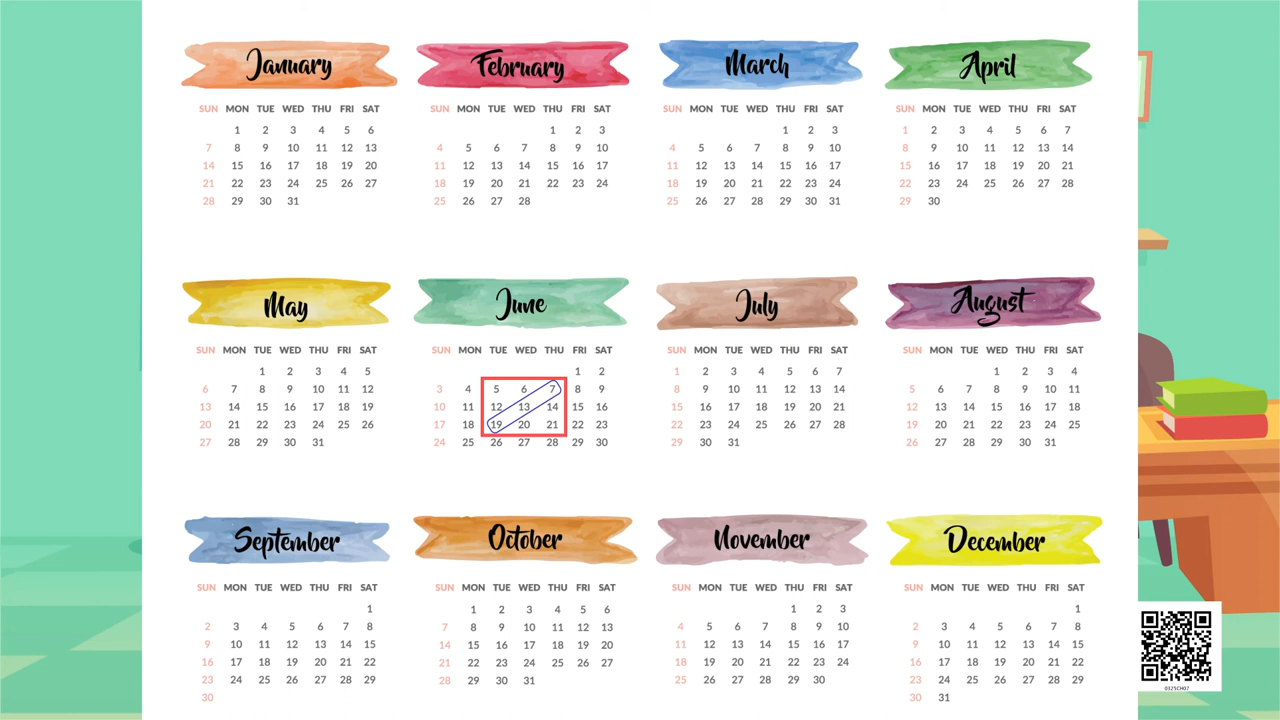 January
SUN MON TUE WED THU FRI SAT
1 2 3 4 5 6
7 8 9 10 11 12 13
14 15 16 17 18 19 20
21 22 23 24 25 26 27
28 29 30 31
February
SUN MON TUE WED THU FRI SAT
1 2 3
4 5 6 7 8 9 10
11 12 13 14 15 16 17
18 19 20 21 22 23 24
25 26 27 28
March
SUN MON TUE WED THU FRI SAT
1 2 3
4 5 6 7 8 9 10
11 12 13 14 15 16 17
18 19 20 21 22 23 24
25 26 27 28 29 30 31
April
SUN MON TUE WED THU FRI SAT
1 2 3 4 5 6 7
8 9 10 11 12 13 14
15 16 17 18 19 20 21
22 23 24 25 26 27 28
29 30
May
SUN MON TUE WED THU FRI SAT
1 2 3 4 5
6 7 8 9 10 11 12
13 14 15 16 17 18 19
20 21 22 23 24 25 26
27 28 29 30 31
June
SUN MON TUE WED THU FRI SAT
1 2
3 4 5 6 7 8 9
10 11 12 13 14 15 16
17 18 19 20 21 22 23
24 25 26 27 28 29 30
July
SUN MON TUE WED THU FRI SAT
1 2 3 4 5 6 7
8 9 10 11 12 13 14
15 16 17 18 19 20 21
22 23 24 25 26 27 28
29 30 31
August
SUN MON TUE WED THU FRI SAT
1 2 3 4
5 6 7 8 9 10 11
12 13 14 15 16 17 18
19 20 21 22 23 24 25
26 27 28 29 30 31
September
SUN MON TUE WED THU FRI SAT
1
2 3 4 5 6 7 8
9 10 11 12 13 14 15
16 17 18 19 20 21 22
23 24 25 26 27 28 29
30
October
SUN MON TUE WED THU FRI SAT
1 2 3 4 5 6
7 8 9 10 11 12 13
14 15 16 17 18 19 20
21 22 23 24 25 26 27
28 29 30 31
November
SUN MON TUE WED THU FRI SAT
1 2 3
4 5 6 7 8 9 10
11 12 13 14 15 16 17
18 19 20 21 22 23 24
25 26 27 28 29 30
December
SUN MON TUE WED THU FRI SAT
1
2 3 4 5 6 7 8
9 10 11 12 13 14 15
16 17 18 19 20 21 22
23 24 25 26 27 28 29
30 31
0325CH07